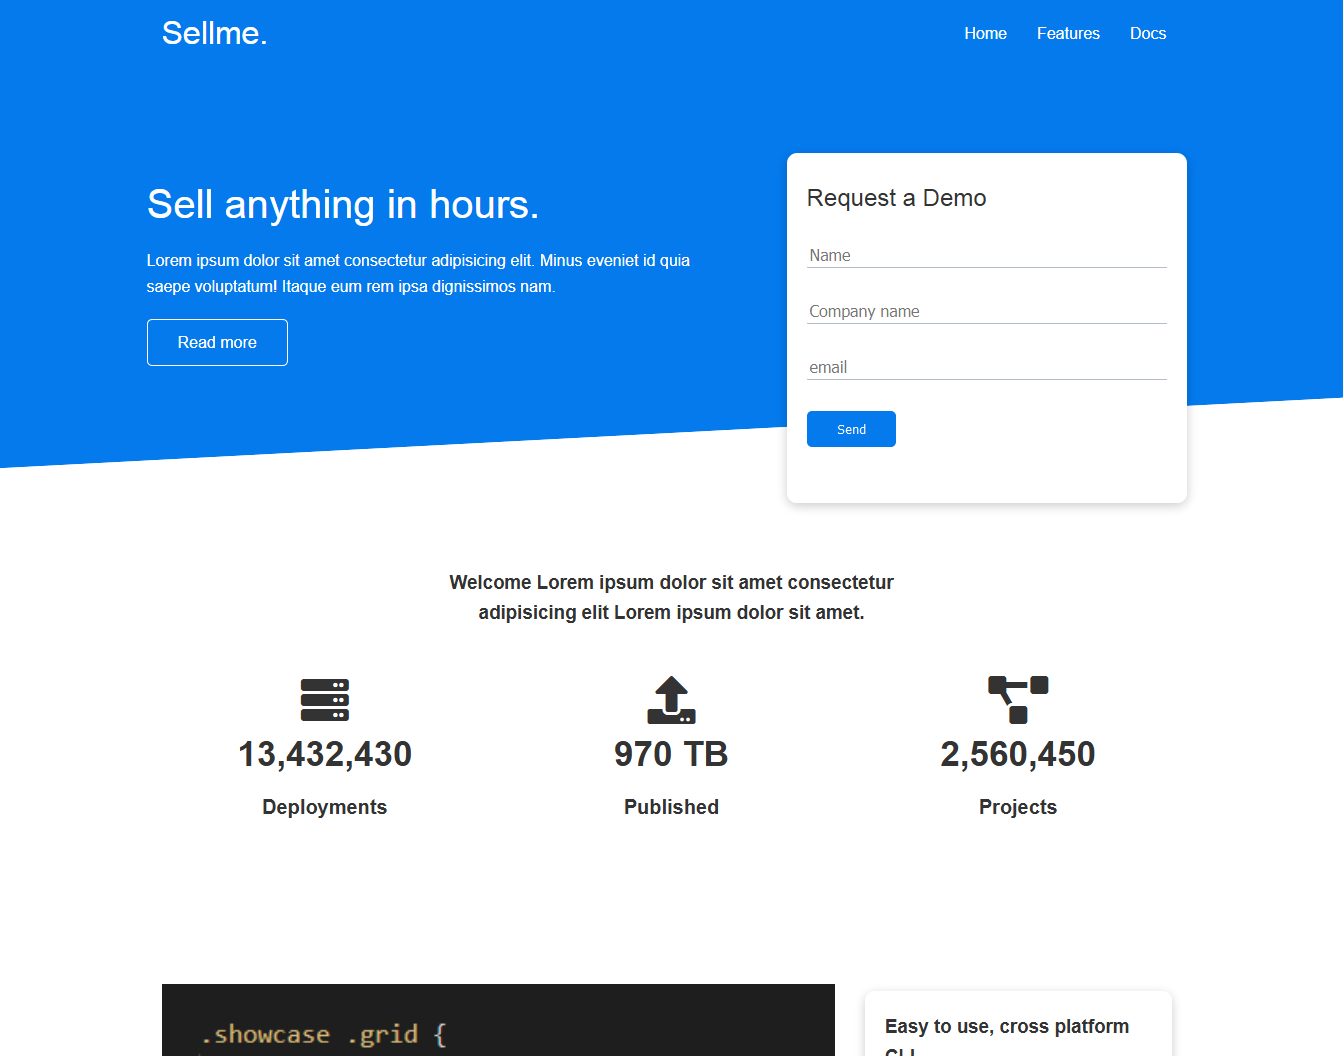 Sellme.
Home Features Docs
Sell anything in hours.
Lorem ipsum dolor sit amet consectetur adipisicing elit. Minus eveniet id quia
saepe voluptatum! Itaque eum rem ipsa dignissimos nam.
Read more
Request a Demo
Name
Company name
email
Send
Welcome Lorem ipsum dolor sit amet consectetur
adipisicing elit Lorem ipsum dolor sit amet.
13,432,430
Deployments
970 TB
Published
2,560,450
Projects
.showcase .grid {
Easy to use, cross platform
CLI